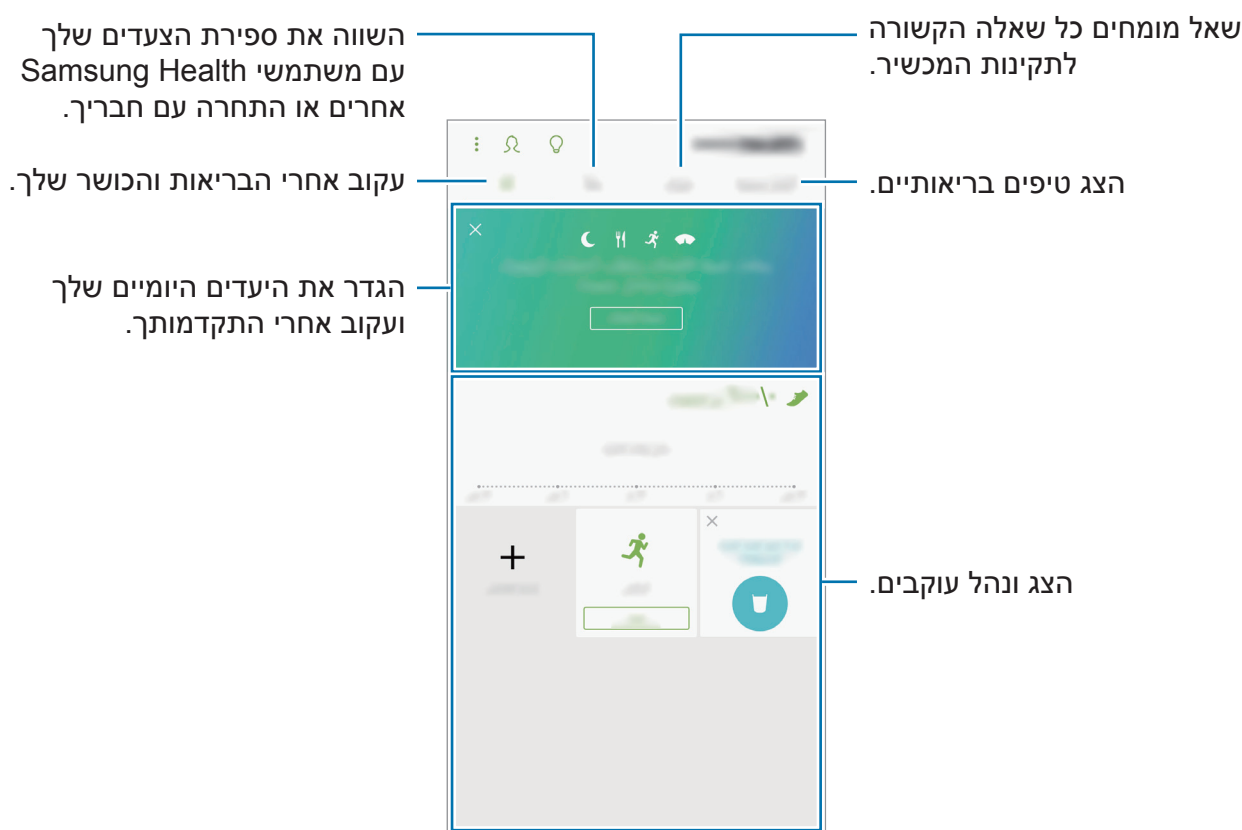 שאל מומחים כל שאלה הקשורה
לתקינות המכשיר.
השווה את ספירת הצעדים שלך
עם משתמשי Samsung Health
אחרים או התחרה עם חבריך.
הצג טיפים בריאותיים.
עקוב אחרי הבריאות והכושר שלך.
הגדר את היעדים היומיים שלך
ועקוב אחרי התקדמותך.
הצג ונהל עוקבים.